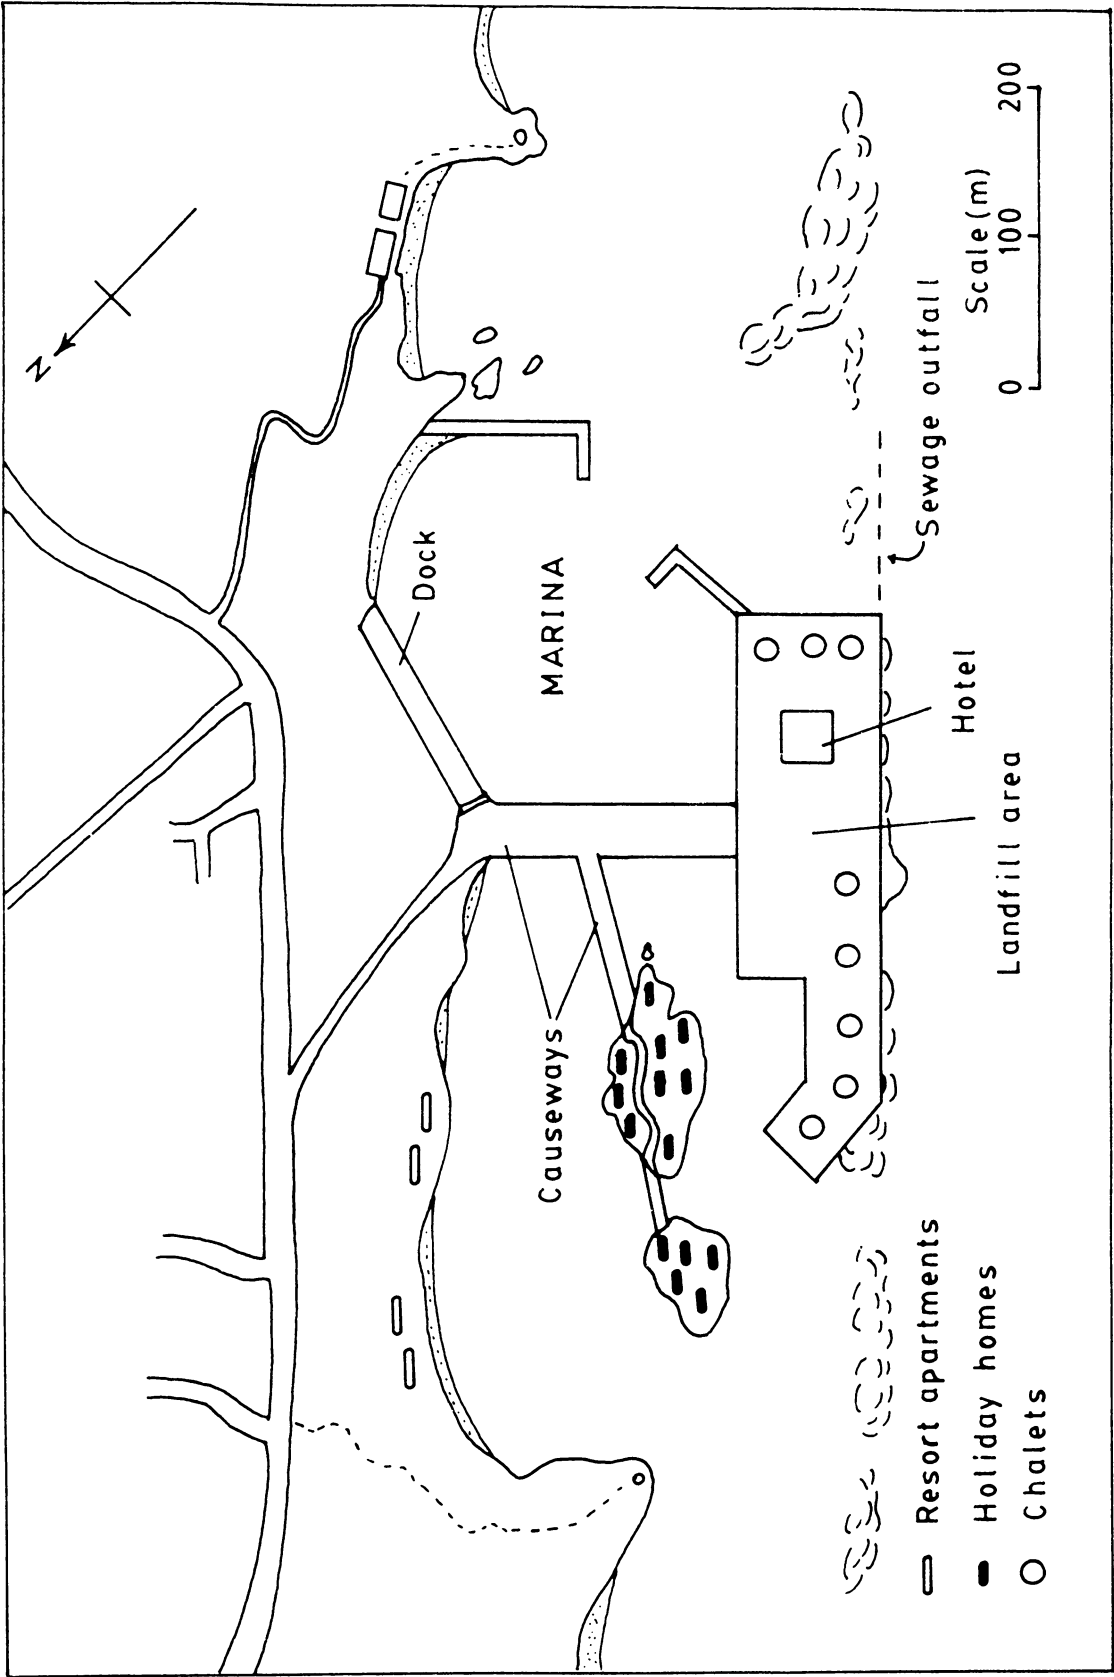 N
Dock
MARINA
Causeways
Hotel
Landfill area
Sewage outfall
Scale(m)
0 100 200
Resort apartments
Holiday homes
Chalets